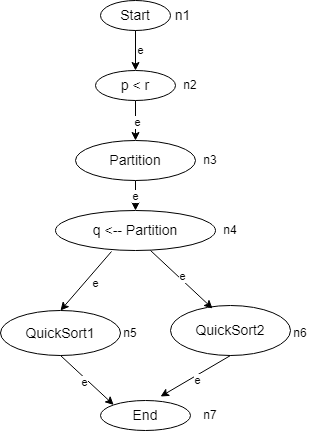 Start n1
e
p < r n2
e
Partition n3
e
q <-- Partition n4
e e
QuickSort1 n5 QuickSort2 n6
e e
End n7